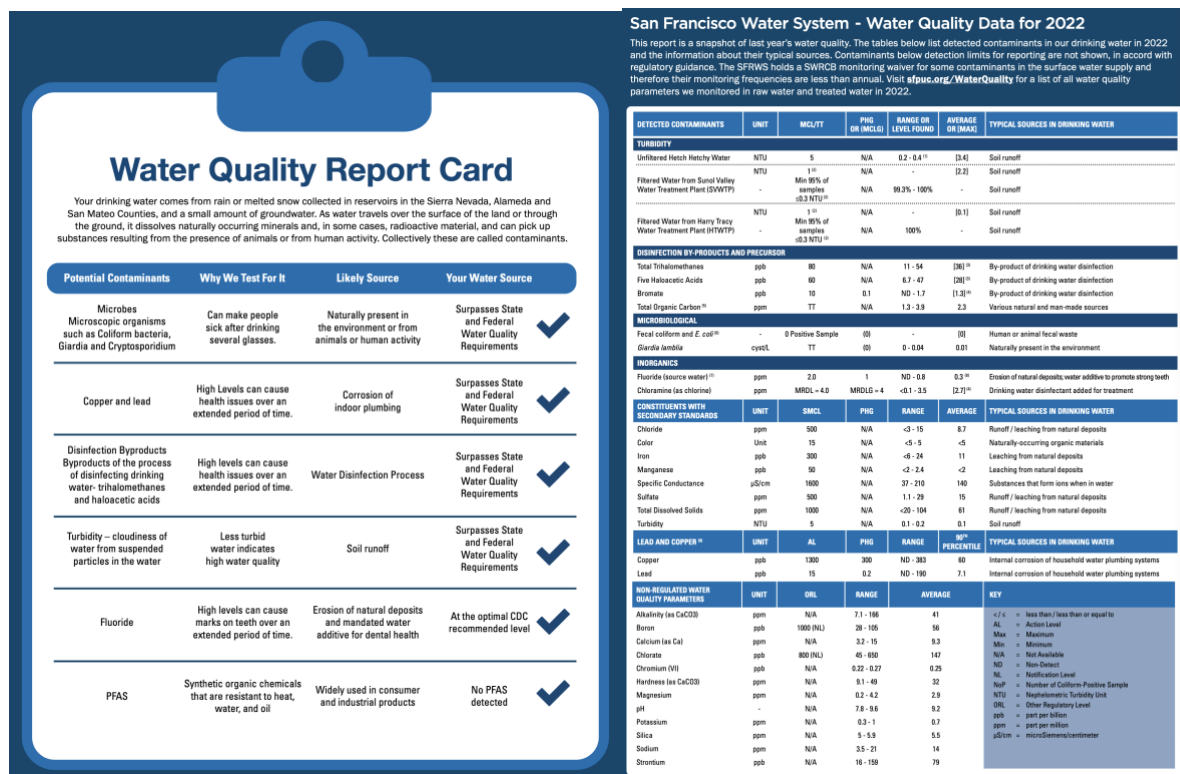 Water Quality Report Card
Your drinking water comes from rain or melted snow collected in reservoirs in the Sierra Nevada, Alameda and
San Mateo Counties, and a small amount of groundwater. As water travels over the surface of the land or through
the ground, it dissolves naturally occurring minerals and, in some cases, radioactive material, and can pick up
substances resulting from the presence of animals or from human activity. Collectively these are called contaminants.
Potential Contaminants Why We Test For It Likely Source Your Water Source
Microbes
Microscopic organisms
such as Coliform bacteria,
Giardia and Cryptosporidium
Can make people
sick after drinking
several glasses.
Naturally present in
the environment or from
animals or human activity
Surpasses State
and Federal
Water Quality
Requirements
Copper and lead
High Levels can cause
health issues over an
extended period of time.
Corrosion of
indoor plumbing
Surpasses State
and Federal
Water Quality
Requirements
Disinfection Byproducts
Byproducts of the process
of disinfecting drinking
water- trihalomethanes
and haloacetic acids
High levels can cause
health issues over an
extended period of time.
Water Disinfection Process
Surpasses State
and Federal
Water Quality
Requirements
Turbidity – cloudiness of
water from suspended
particles in the water
Less turbid
water indicates
high water quality
Soil runoff
Surpasses State
and Federal
Water Quality
Requirements
Fluoride
High levels can cause
marks on teeth over an
extended period of time.
Erosion of natural deposits
and mandated water
additive for dental health
At the optimal CDC
recommended level
PFAS
Synthetic organic chemicals
that are resistant to heat,
water, and oil
Widely used in consumer
and industrial products
No PFAS
detected
San Francisco Water System - Water Quality Data for 2022
This report is a snapshot of last year's water quality. The tables below list detected contaminants in our drinking water in 2022
and the information about their typical sources. Contaminants below detection limits for reporting are not shown, in accord with
regulatory guidance. The SFRWS holds a SWRCB monitoring waiver for some contaminants in the surface water supply and
therefore their monitoring frequencies are less than annual. Visit sfpuc.org/WaterQuality for a list of all water quality
parameters we monitored in raw water and treated water in 2022.
DETECTED CONTAMINANTS UNIT MCL/TT PHG OR (MCLG) RANGE OR LEVEL FOUND AVERAGE OR [MAX] TYPICAL SOURCES IN DRINKING WATER
TURBIDITY
Unfiltered Hetch Hetchy Water NTU 5 N/A 0.2 - 0.4 (1) [3.4] Soil runoff
Filtered Water from Sunol Valley
Water Treatment Plant (SVWTP)
NTU 1 (2) N/A - [2.2] Soil runoff
- Min 95% of samples ≤0.3 NTU (2) N/A 99.3% - 100% - Soil runoff
Filtered Water from Harry Tracy
Water Treatment Plant (HTWTP)
NTU 1 (2) N/A - [0.1] Soil runoff
- Min 95% of samples ≤0.3 NTU (2) N/A 100% - Soil runoff
DISINFECTION BY-PRODUCTS AND PRECURSOR
Total Trihalomethanes ppb 80 N/A 11 - 54 [36] (3) By-product of drinking water disinfection
Five Haloacetic Acids ppb 60 N/A 6.7 - 47 [28] (3) By-product of drinking water disinfection
Bromate ppb 10 0.1 ND - 1.7 [1.3] (4) By-product of drinking water disinfection
Total Organic Carbon (5) ppm TT N/A 1.3 - 3.9 2.3 Various natural and man-made sources
MICROBIOLOGICAL
Fecal coliform and E. coli (6) - 0 Positive Sample (0) - [0] Human or animal fecal waste
Giardia lamblia cyst/L TT (0) 0 - 0.04 0.01 Naturally present in the environment
INORGANICS
Fluoride (source water) (7) ppm 2.0 1 ND - 0.8 0.3 (8) Erosion of natural deposits; water additive to promote strong teeth
Chloramine (as chlorine) ppm MRDL = 4.0 MRDLG = 4 <0.1 - 3.5 [2.7] Drinking water disinfectant added for treatment
CONSTITUENTS WITH SECONDARY STANDARDS UNIT SMCL PHG RANGE AVERAGE TYPICAL SOURCES IN DRINKING WATER
Chloride ppm 500 N/A <3 - 15 8.7 Runoff / leaching from natural deposits
Color Unit 15 N/A <5 - 5 <5 Naturally-occurring organic materials
Iron ppb 300 N/A <6 - 24 11 Leaching from natural deposits
Manganese ppb 50 N/A <2 - 2.4 <2 Leaching from natural deposits
Specific Conductance µS/cm 1600 N/A 37 - 210 140 Substances that form ions when in water
Sulfate ppm 500 N/A 1.1 - 29 15 Runoff / leaching from natural deposits
Total Dissolved Solids ppm 1000 N/A <20 - 104 61 Runoff / leaching from natural deposits
Turbidity NTU 5 N/A 0.1 - 0.2 0.1 Soil runoff
LEAD AND COPPER UNIT AL PHG RANGE 90TH PERCENTILE TYPICAL SOURCES IN DRINKING WATER
Copper ppb 1300 300 ND - 383 60 Internal corrosion of household water plumbing systems
Lead ppb 15 0.2 ND - 190 7.1 Internal corrosion of household water plumbing systems
NON-REGULATED WATER QUALITY PARAMETERS UNIT ORL RANGE AVERAGE KEY
Alkalinity (as CaCO3) ppm N/A 7.1 - 166 41
Boron ppb 1000 (NL) 28 - 105 56
Calcium (as Ca) ppm N/A 3.2 - 15 9.3
Chlorate ppb 800 (NL) 45 - 650 147
Chromium (VI) ppb N/A 0.22 - 0.27 0.25
Hardness (as CaCO3) ppm N/A 9.1 - 49 32
Magnesium ppm N/A 0.2 - 4.2 2.9
pH - N/A 7.8 - 9.6 9.2
Potassium ppm N/A 0.3 - 1 0.7
Silica ppm N/A 5 - 5.9 5.5
Sodium ppm N/A 3.5 - 21 14
Strontium ppb N/A 16 - 159 79
< / ≤ = less than / less than or equal to
AL = Action Level
Max = Maximum
Min = Minimum
N/A = Not Available
ND = Non-Detect
NL = Notification Level
NoP = Number of Coliform-Positive Sample
NTU = Nephelometric Turbidity Unit
ORL = Other Regulatory Level
ppb = part per billion
ppm = part per million
µS/cm = microSiemens/centimeter